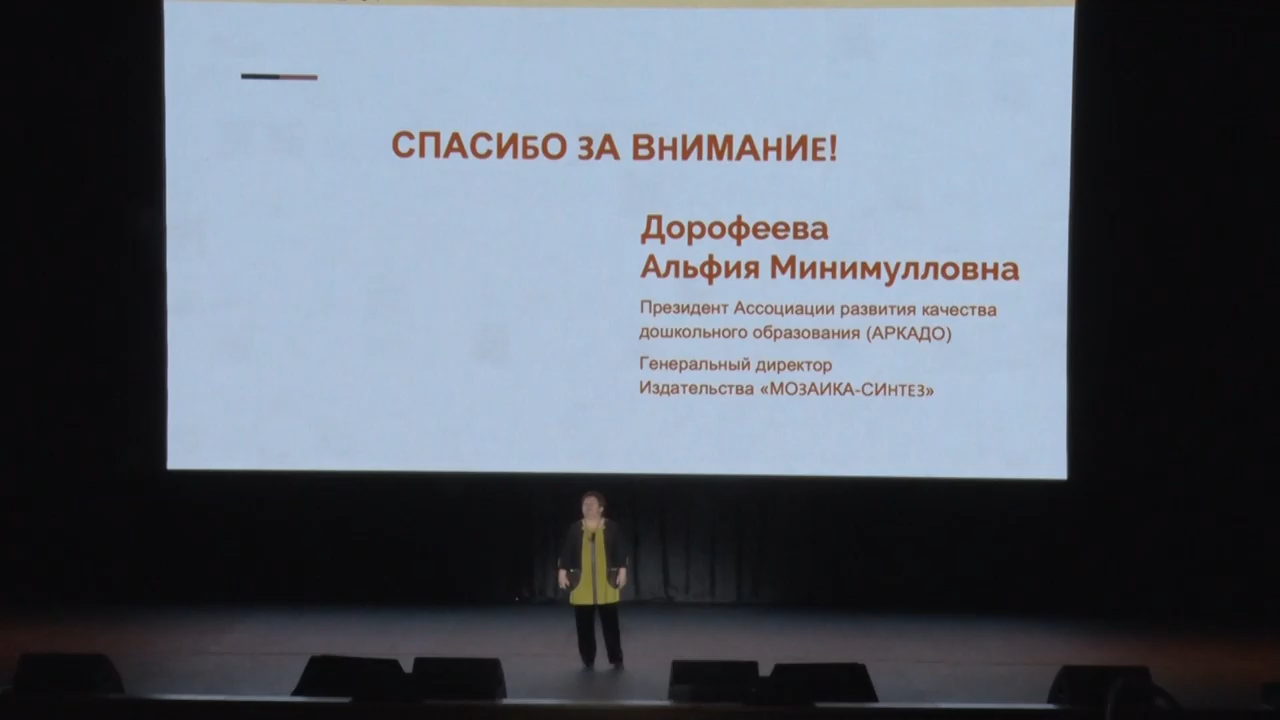 СПАСИБО ЗА ВНИМАНИЕ!
Дорофеева
Альфия Минимулловна
Президент Ассоциации развития качества
дошкольного образования (АРКАДО)
Генеральный директор
Издательства «МОЗАИКА-СИНТЕЗ»